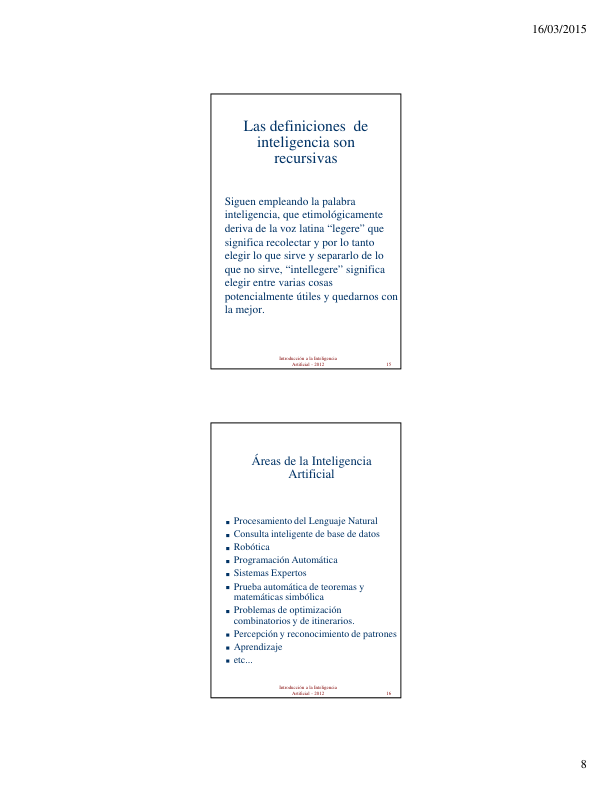 16/03/2015
Las definiciones de
inteligencia son
recursivas
Siguen empleando la palabra
inteligencia, que etimológicamente
deriva de la voz latina “legere” que
significa recolectar y por lo tanto
elegir lo que sirve y separarlo de lo
que no sirve, “intellegere” significa
elegir entre varias cosas
potencialmente útiles y quedarnos con
la mejor.
Introducción a la Inteligencia
Artificial - 2012 15
Áreas de la Inteligencia
Artificial
■ Procesamiento del Lenguaje Natural
■ Consulta inteligente de base de datos
■ Robótica
■ Programación Automática
■ Sistemas Expertos
■ Prueba automática de teoremas y
matemáticas simbólica
■ Problemas de optimización
combinatorios y de itinerarios.
■ Percepción y reconocimiento de patrones
■ Aprendizaje
■ etc...
Introducción a la Inteligencia
Artificial - 2012 16
8